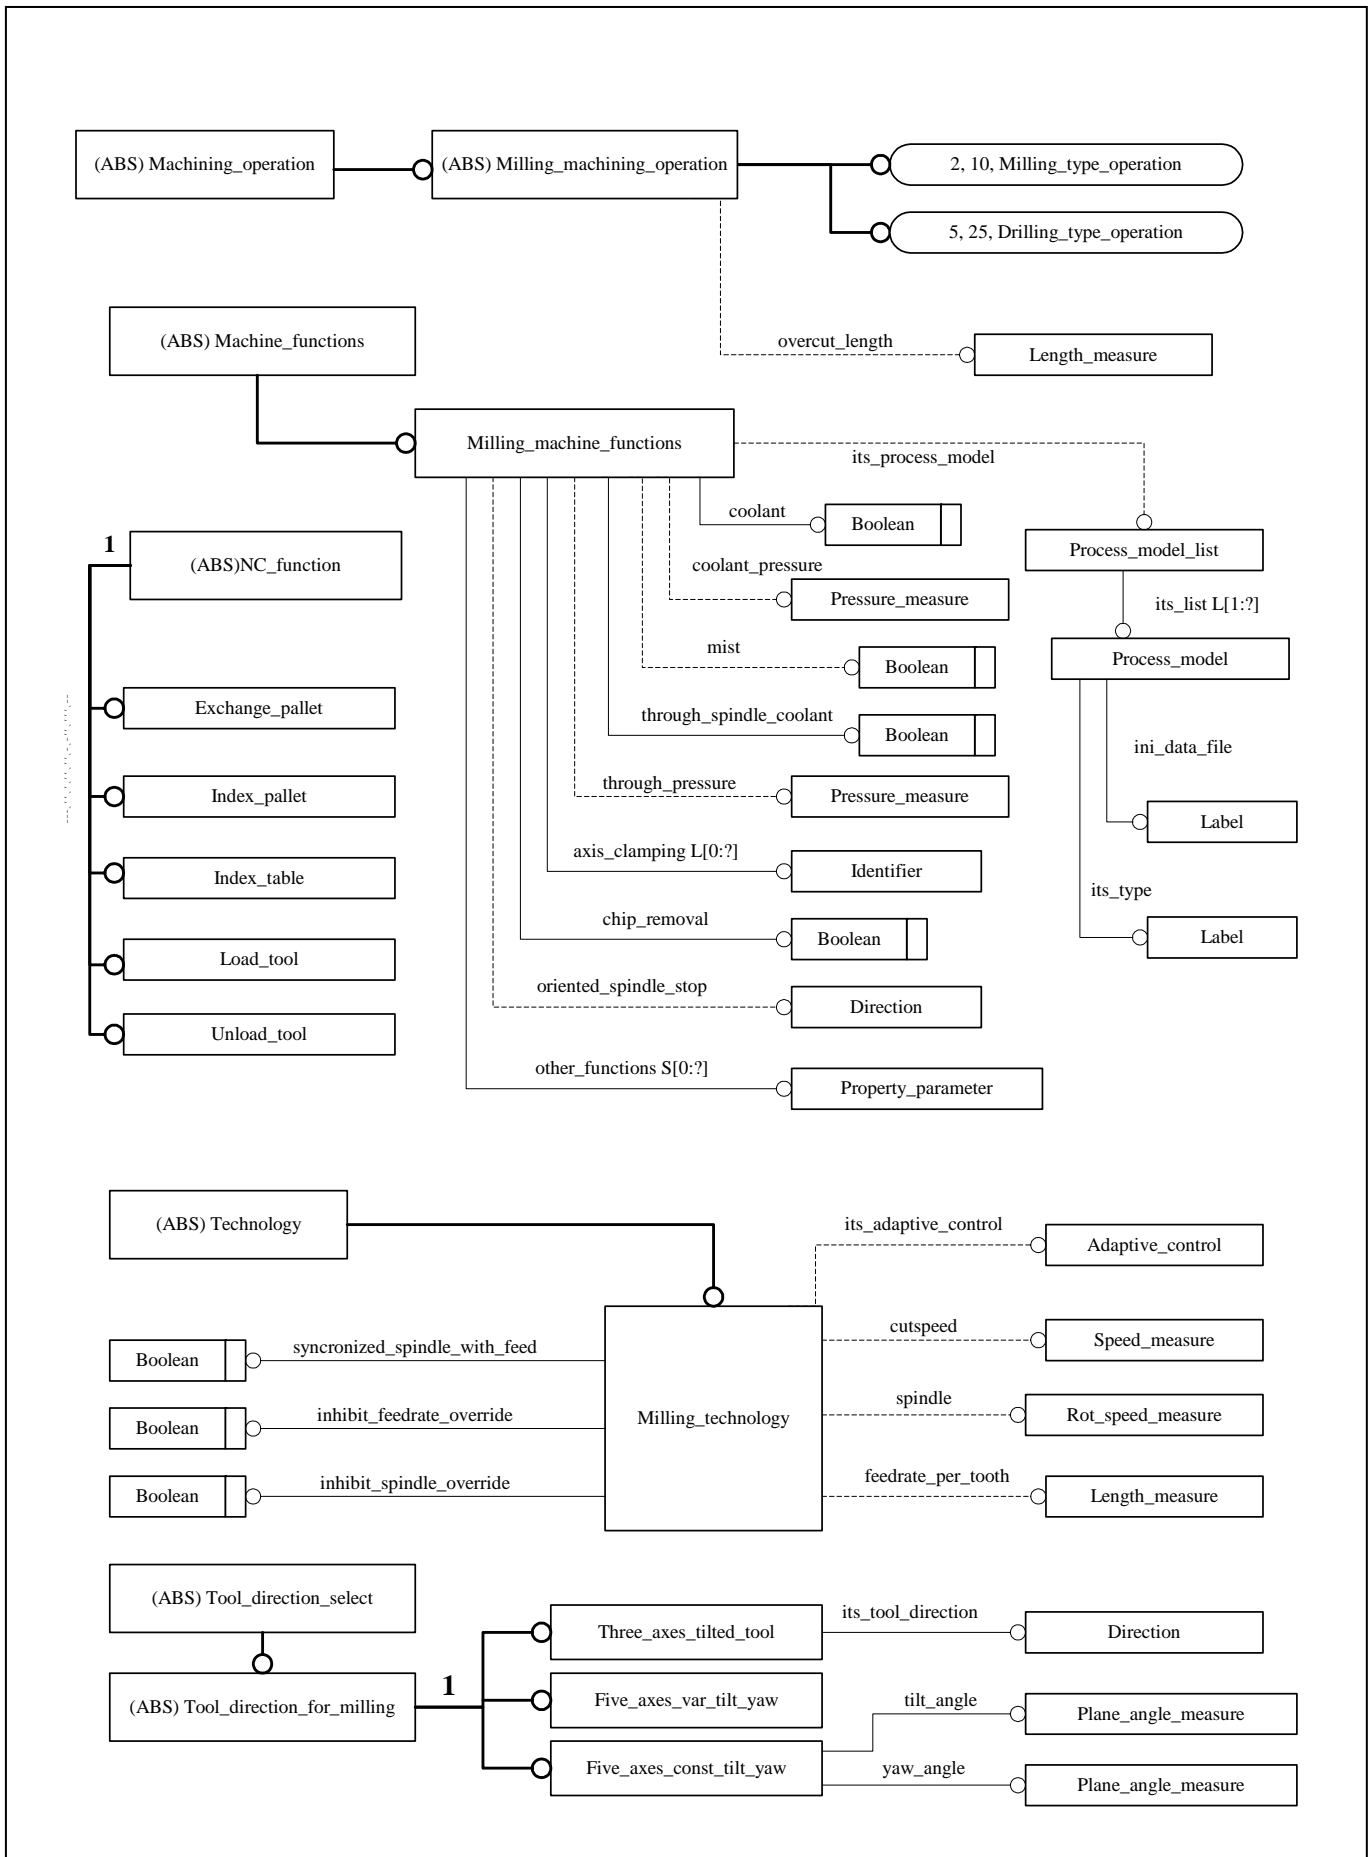 (ABS) Machining_operation
(ABS) Milling_machining_operation
2, 10, Milling_type_operation
5, 25, Drilling_type_operation
overcut_length
Length_measure
(ABS) Machine_functions
Milling_machine_functions
its_process_model
coolant
Boolean
Process_model_list
its_list L[1:?]
Process_model
ini_data_file
Label
its_type
Label
coolant_pressure
Pressure_measure
mist
Boolean
through_spindle_coolant
Boolean
through_pressure
Pressure_measure
axis_clamping L[0:?]
Identifier
chip_removal
Boolean
oriented_spindle_stop
Direction
other_functions S[0:?]
Property_parameter
1
(ABS)NC_function
Exchange_pallet
Index_pallet
Index_table
Load_tool
Unload_tool
(ABS) Technology
its_adaptive_control
Adaptive_control
Milling_technology
cutspeed
Speed_measure
spindle
Rot_speed_measure
feedrate_per_tooth
Length_measure
syncronized_spindle_with_feed
Boolean
inhibit_feedrate_override
Boolean
inhibit_spindle_override
Boolean
(ABS) Tool_direction_select
(ABS) Tool_direction_for_milling
1
Three_axes_tilted_tool
its_tool_direction
Direction
Five_axes_var_tilt_yaw
Five_axes_const_tilt_yaw
tilt_angle
Plane_angle_measure
yaw_angle
Plane_angle_measure